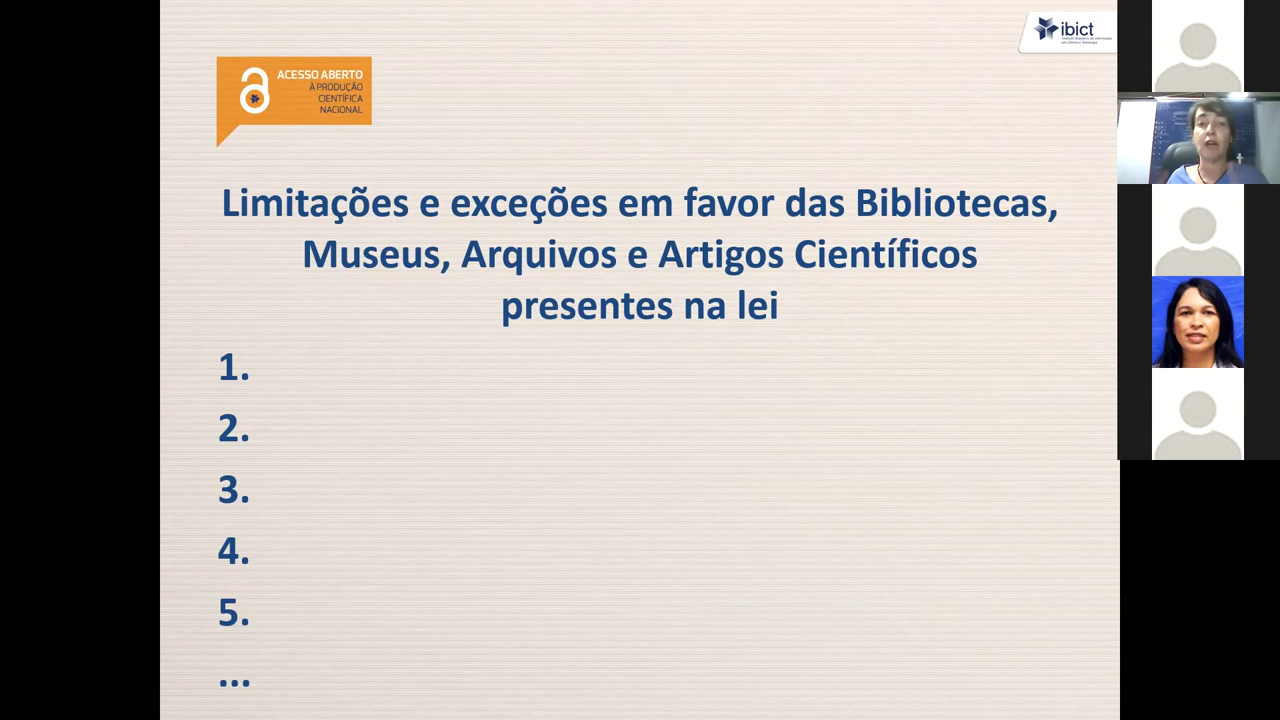 ibict
ACESSO ABERTO
À PRODUÇÃO
CIENTÍFICA
NACIONAL
Limitações e exceções em favor das Bibliotecas,
Museus, Arquivos e Artigos Científicos
presentes na lei
1.
2.
3.
4.
5.
...